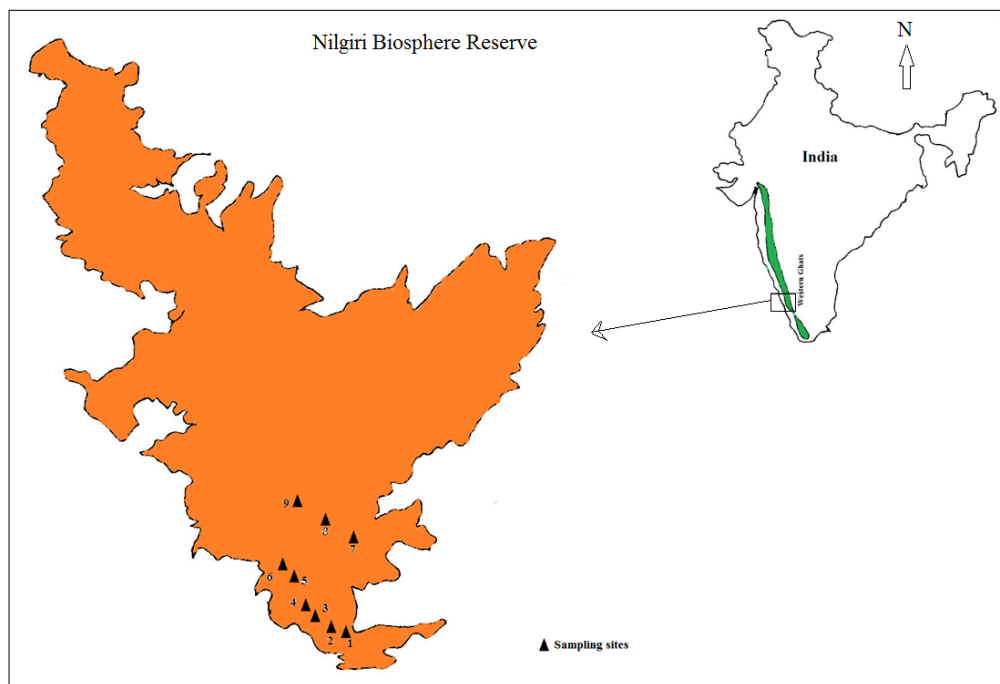 Nilgiri Biosphere Reserve
N
India
Western Ghats
9
8
7
6
5
4
3
2
1
Sampling sites